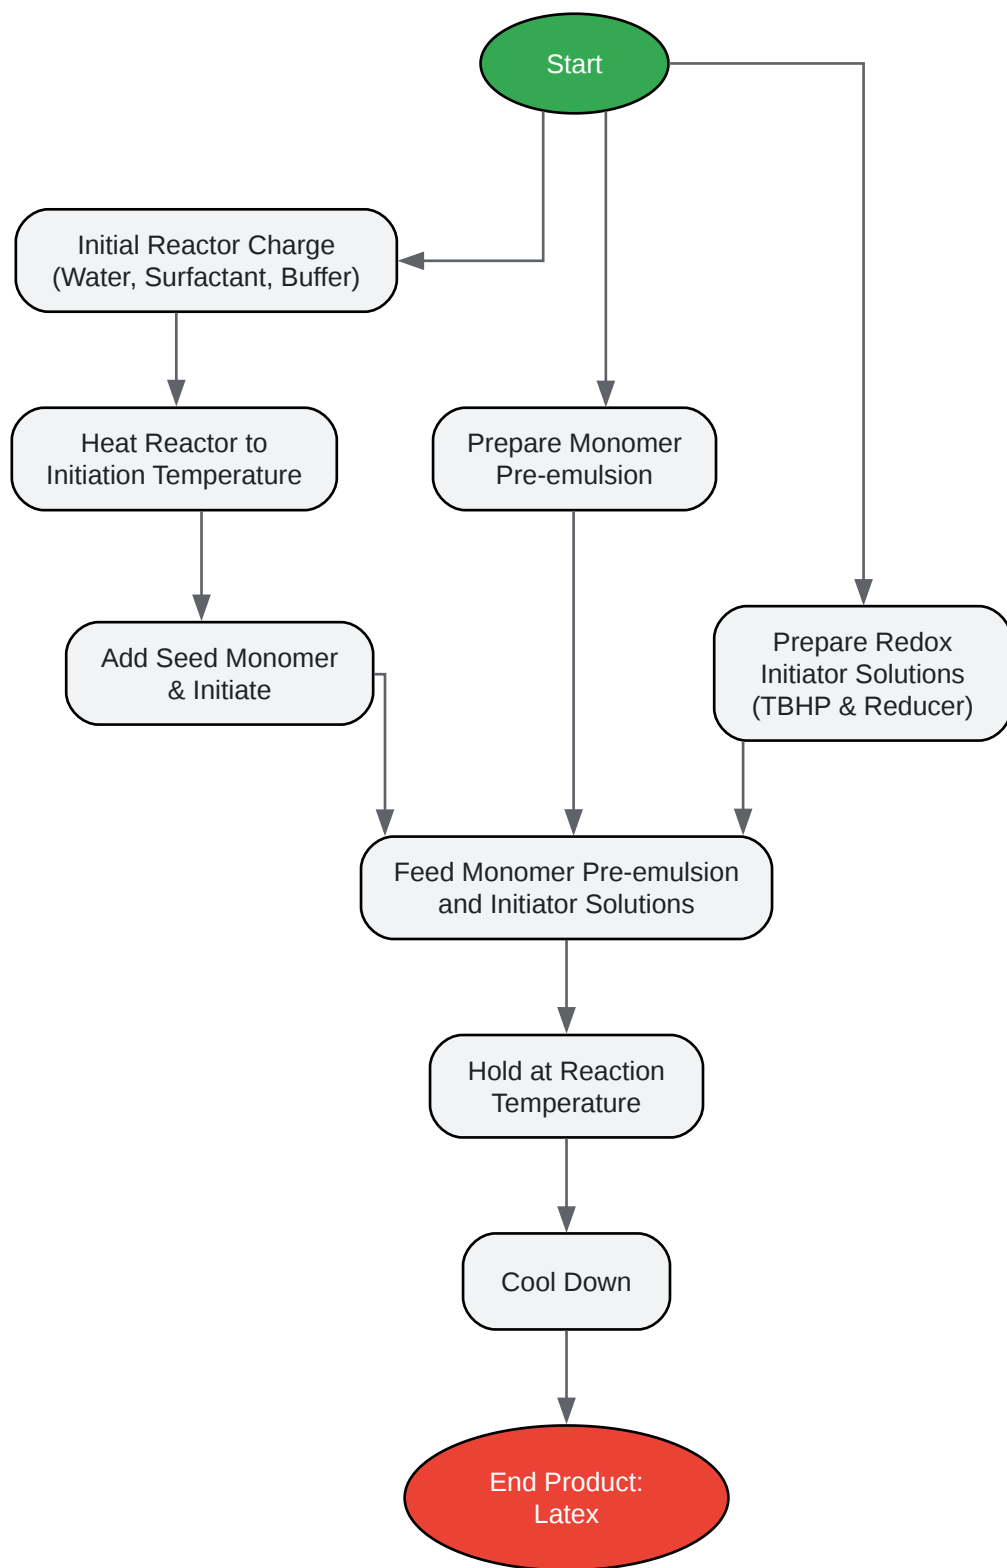 Start
Initial Reactor Charge
(Water, Surfactant, Buffer)
Heat Reactor to
Initiation Temperature
Prepare Monomer
Pre-emulsion
Add Seed Monomer
& Initiate
Prepare Redox
Initiator Solutions
(TBHP & Reducer)
Feed Monomer Pre-emulsion
and Initiator Solutions
Hold at Reaction
Temperature
Cool Down
End Product:
Latex